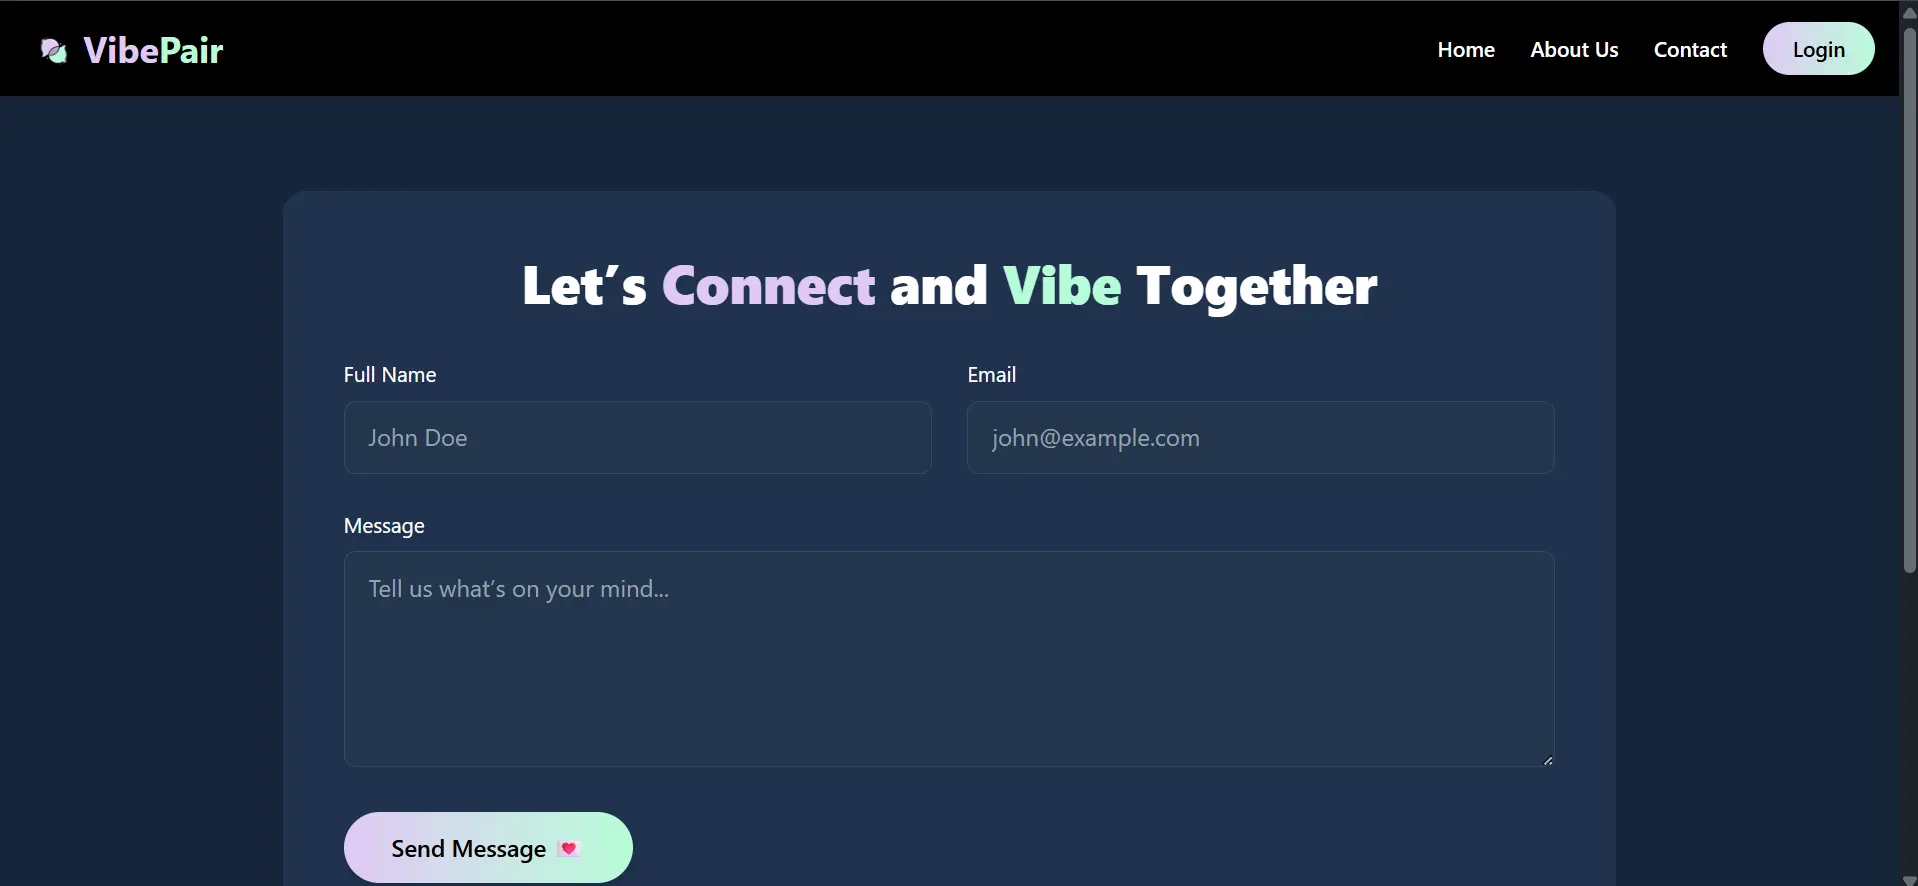 VibePair
Home About Us Contact Login
Let’s Connect and Vibe Together
Full Name Email
John Doe john@example.com
Message
Tell us what’s on your mind...
Send Message 💌